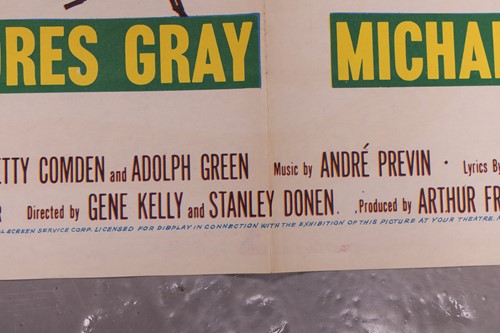 ORES GRAY MICHAE
ETTY COMDEN and ADOLPH GREEN Music by ANDRÉ PREVIN • Lyrics By
R Directed by GENE KELLY and STANLEY DONEN. Produced by ARTHUR FR
ALSCREEN SERVICE CORP. LICENSED FOR DISPLAY IN CONNECTION WITH THE EXHIBITION OF THIS PICTURE AT YOUR THEATRE.